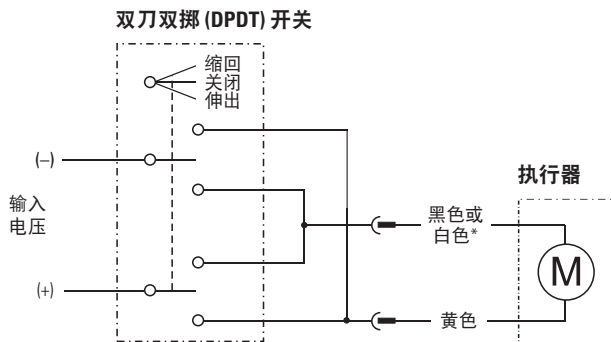 双刀双掷 (DPDT) 开关
缩回
关闭
伸出
(–)
输入
电压
(+)
执行器
黑色或
白色*
黄色
M